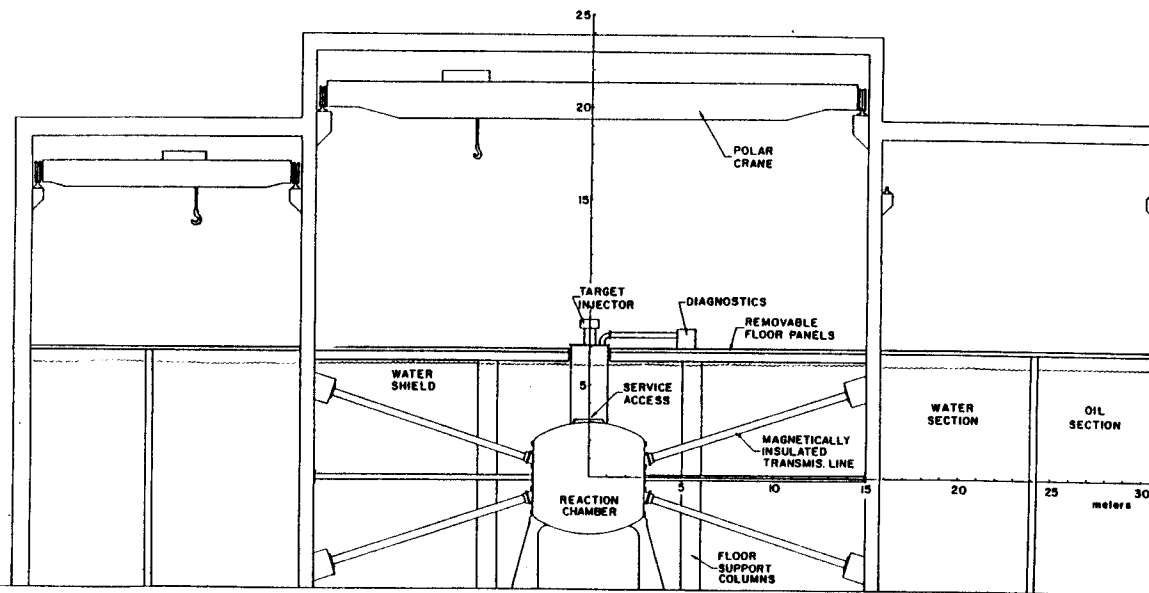 25
20
POLAR
CRANE
15
TARGET
INJECTOR
DIAGNOSTICS
REMOVABLE
FLOOR PANELS
WATER
SHIELD
5
SERVICE
ACCESS
WATER
SECTION
OIL
SECTION
MAGNETICALLY
INSULATED
TRANSMIS. LINE
5
10
15
20
25
30
meters
REACTION
CHAMBER
FLOOR
SUPPORT
COLUMNS